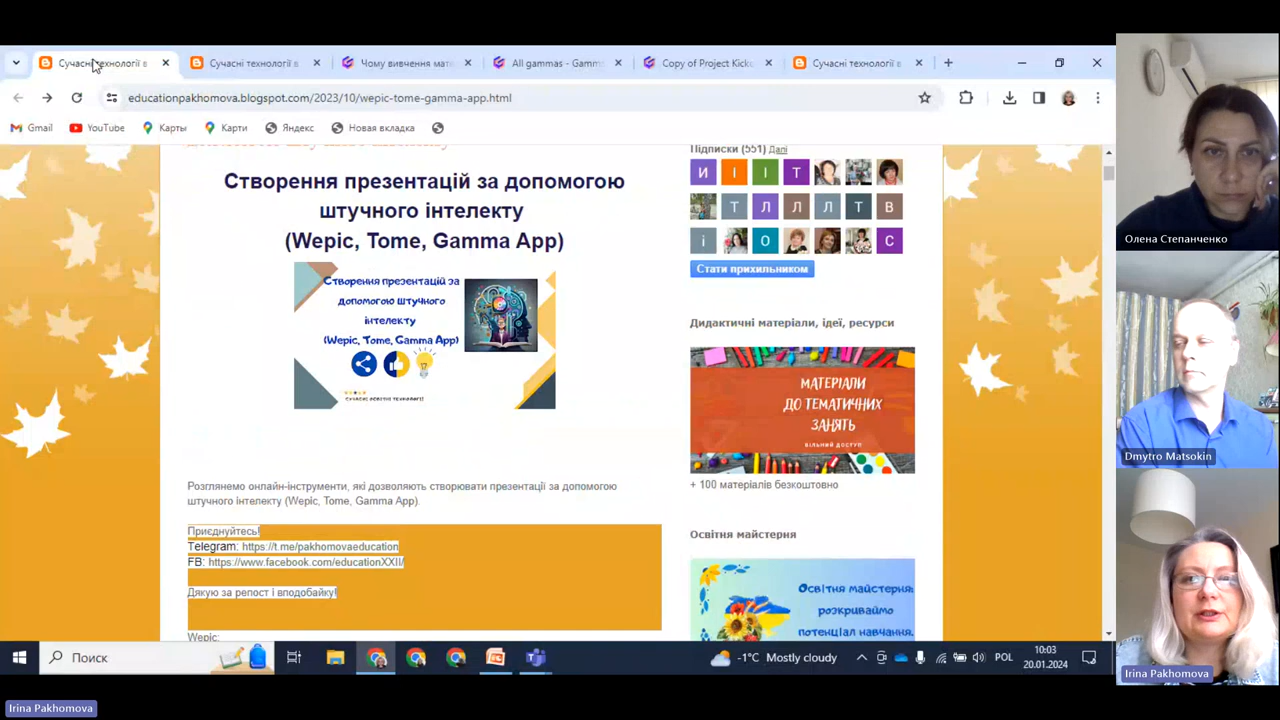 Сучасні технології в
Сучасні технології в
Чому вивчення мат
All gammas - Gamm
Copy of Project Kick
Сучасні технології в
educationpakhomova.blogspot.com/2023/10/wepic-tome-gamma-app.html
Gmail
YouTube
Карты
Карти
Яндекс
Новая вкладка
Створення презентацій за допомогою
штучного інтелекту
(Wepic, Tome, Gamma App)
Створення презентацій за
допомогою штучного
інтелекту
(Wepic, Tome, Gamma App)
СУЧАСНІ ОСВІТНІ ТЕХНОЛОГІЇ
Розглянемо онлайн-інструменти, які дозволяють створювати презентації за допомогою
штучного інтелекту (Wepic, Tome, Gamma App).
Приєднуйтесь!
Telegram: https://t.me/pakhomovaeducation
FB: https://www.facebook.com/educationXXII/
Дякую за репост і вподобайку!
Wepic:
Підписки (551) Далі
И І І Т
Т Л Л Л Т В
і О С
Стати прихильником
Дидактичні матеріали, ідеї, ресурси
МАТЕРІАЛИ
ДО ТЕМАТИЧНИХ
ЗАНЯТЬ
ВІЛЬНИЙ ДОСТУП
+ 100 матеріалів безкоштовно
Освітня майстерня
Освітня майстерня:
розкриваймо
потенціал навчання.
Поиск
-1°C Mostly cloudy
POL
10:03
20.01.2024
Олена Степанченко
Dmytro Matsokin
Irina Pakhomova
Irina Pakhomova